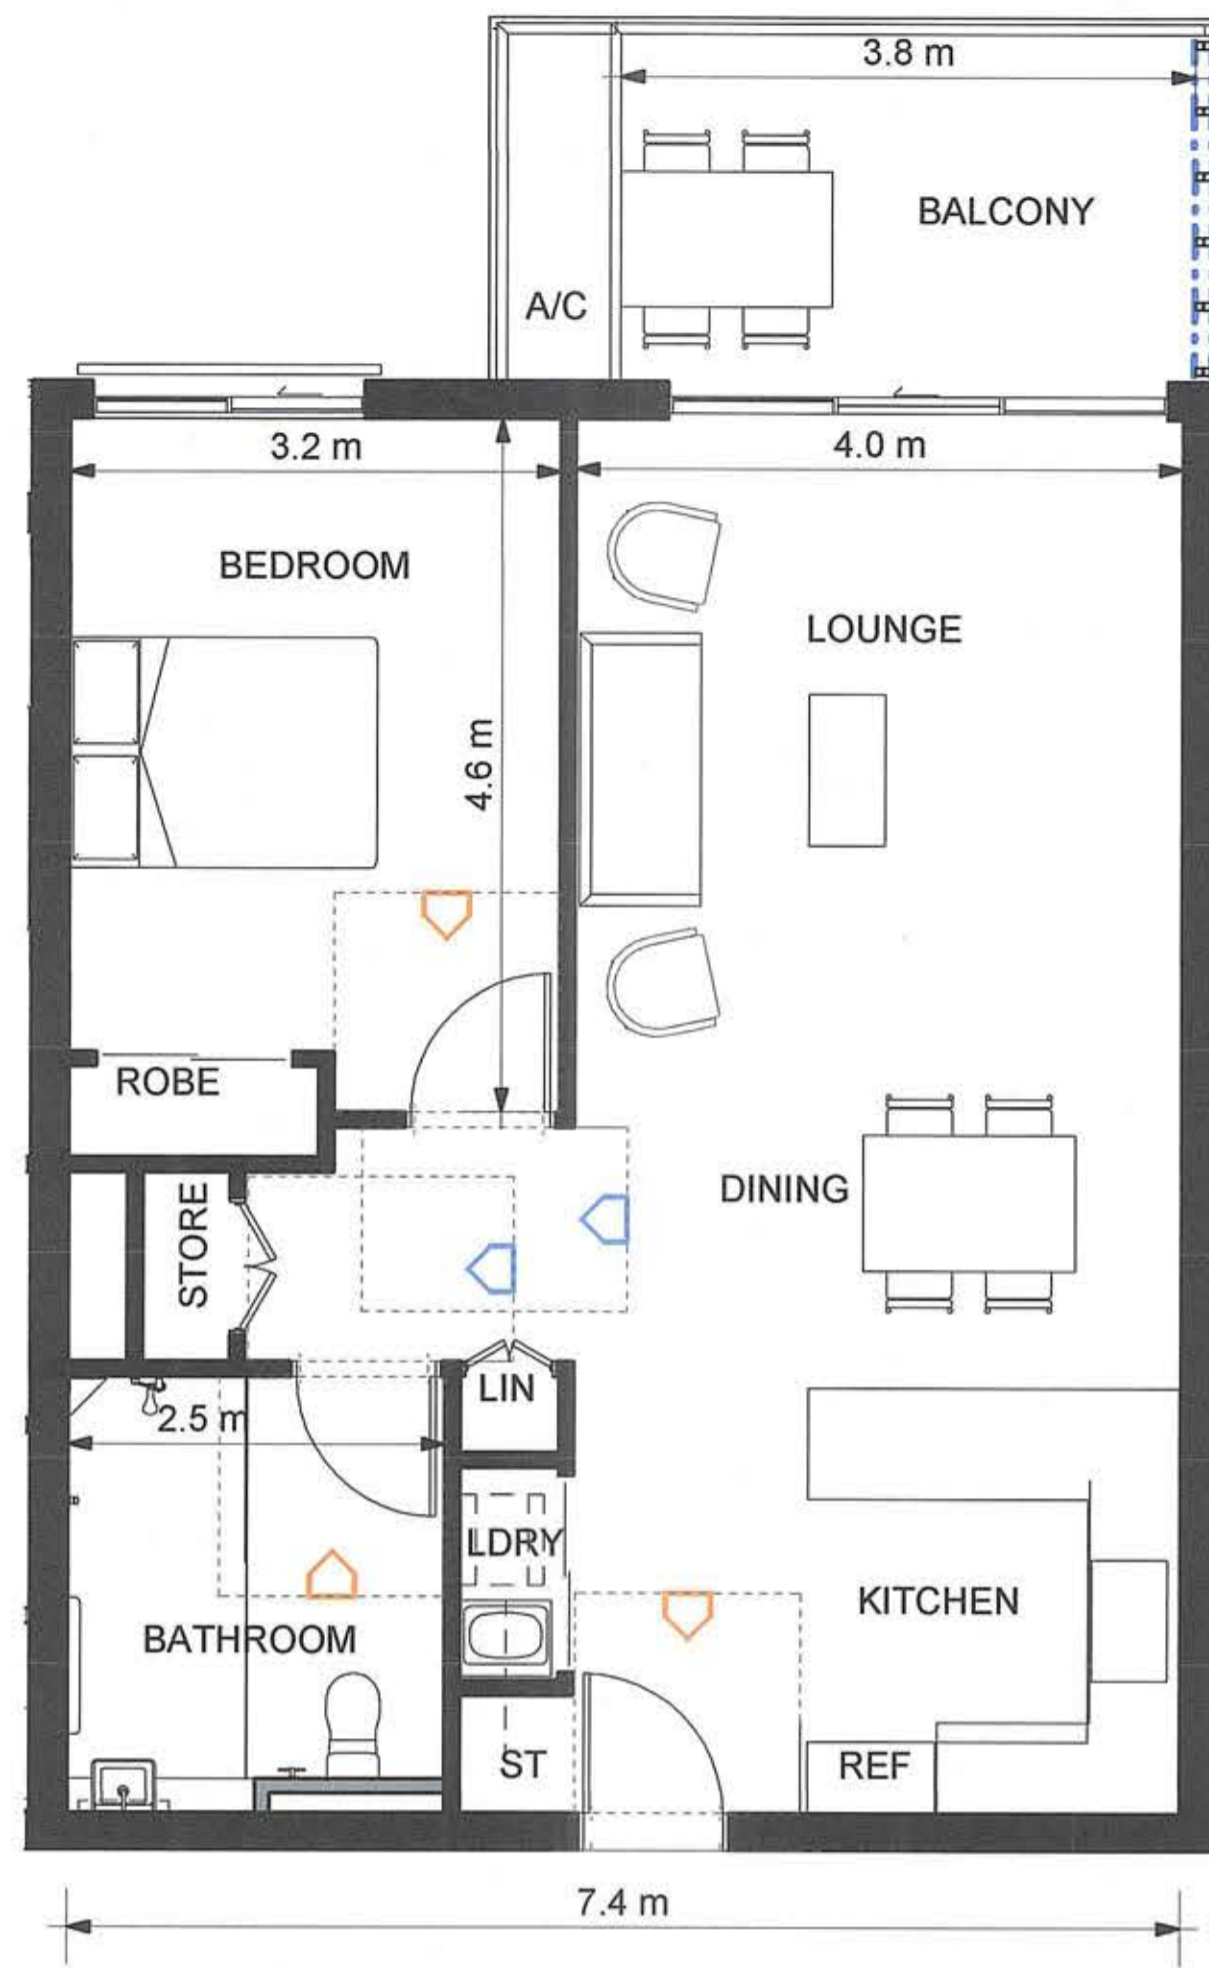 3.8 m
BALCONY
A/C
3.2 m
4.0 m
BEDROOM
LOUNGE
4.6 m
ROBE
STORE
DINING
LIN
2.5 m
LDRY
KITCHEN
BATHROOM
ST
REF
7.4 m